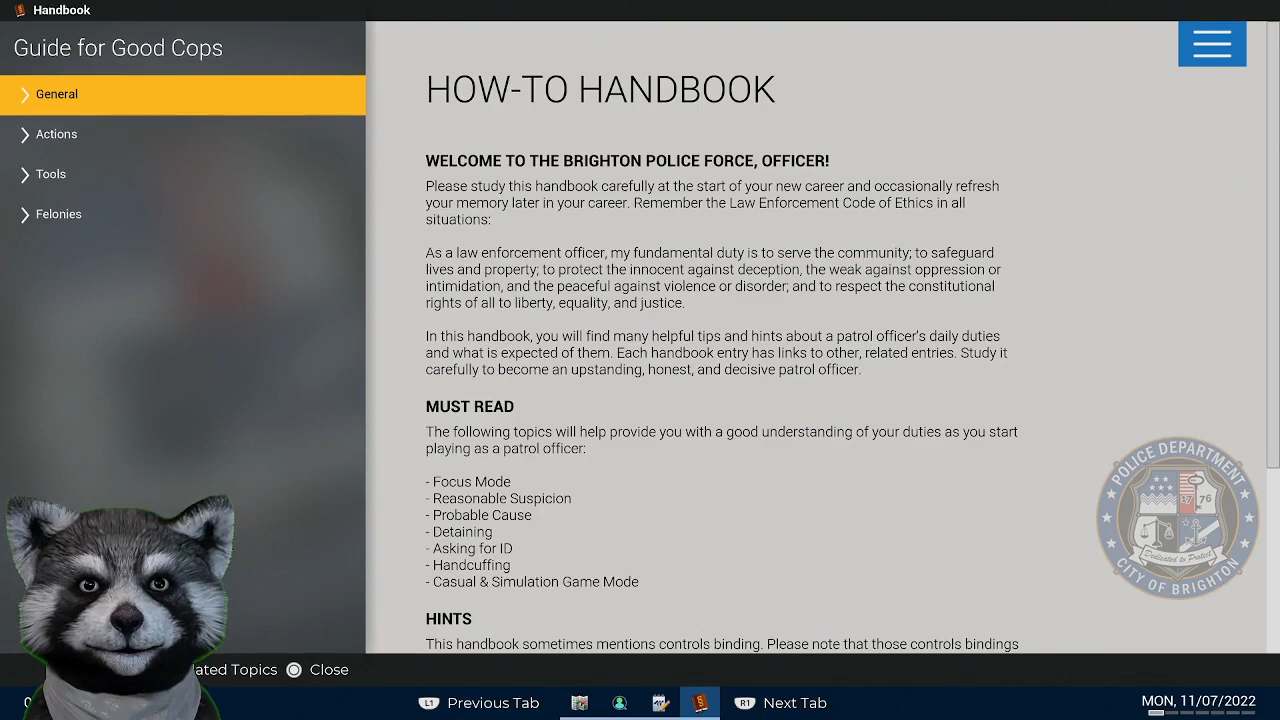 Handbook
Guide for Good Cops
General
Actions
Tools
Felonies
HOW-TO HANDBOOK
WELCOME TO THE BRIGHTON POLICE FORCE, OFFICER!
Please study this handbook carefully at the start of your new career and occasionally refresh
your memory later in your career. Remember the Law Enforcement Code of Ethics in all
situations:
As a law enforcement officer, my fundamental duty is to serve the community; to safeguard
lives and property; to protect the innocent against deception, the weak against oppression or
intimidation, and the peaceful against violence or disorder; and to respect the constitutional
rights of all to liberty, equality, and justice.
In this handbook, you will find many helpful tips and hints about a patrol officer's daily duties
and what is expected of them. Each handbook entry has links to other, related entries. Study it
carefully to become an upstanding, honest, and decisive patrol officer.
MUST READ
The following topics will help provide you with a good understanding of your duties as you start
playing as a patrol officer:
- Focus Mode
- Reasonable Suspicion
- Probable Cause
- Detaining
- Asking for ID
- Handcuffing
- Casual & Simulation Game Mode
HINTS
This handbook sometimes mentions controls binding. Please note that those controls bindings
POLICE DEPARTMENT
17 76
Dedicated to Protect
CITY OF BRIGHTON
Topics Close
L1 Previous Tab R1 Next Tab
MON, 11/07/2022